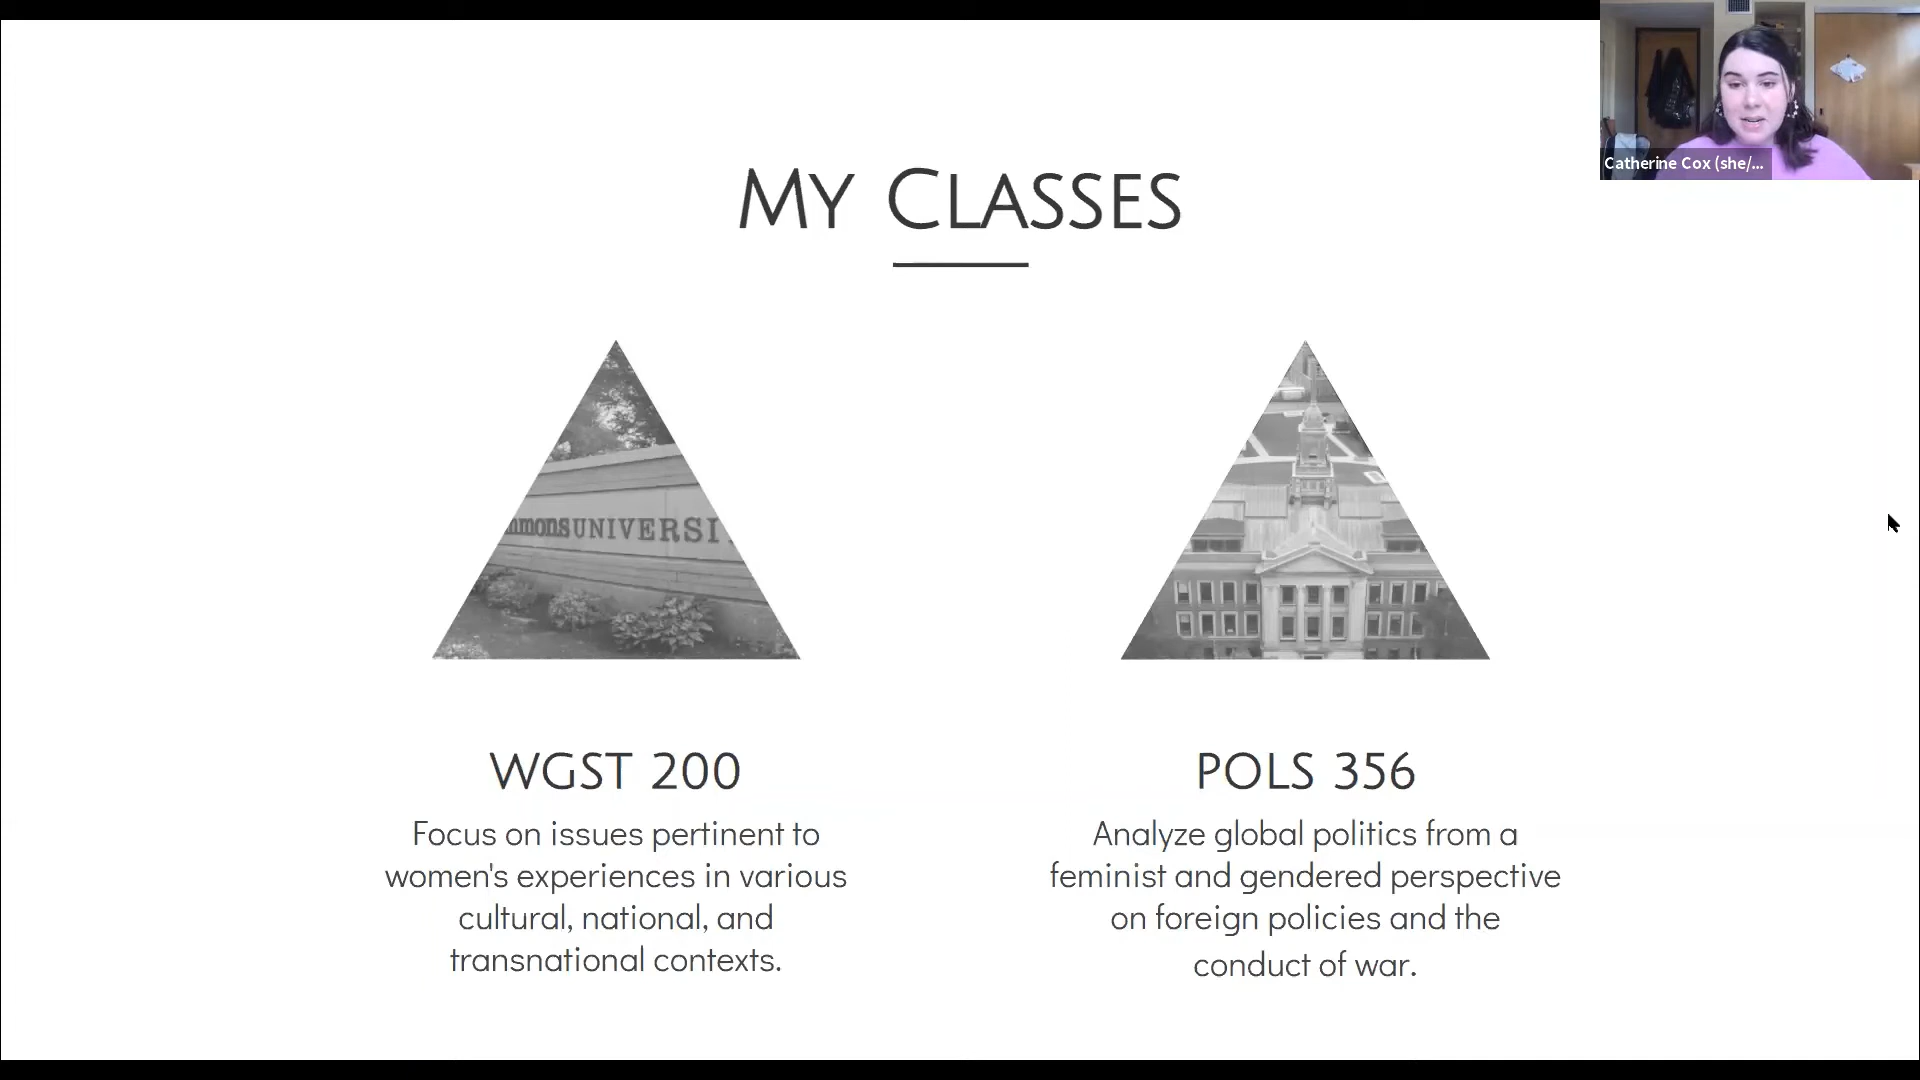 Catherine Cox (she/...
MY CLASSES
mmonsUNIVERSI
WGST 200
Focus on issues pertinent to
women's experiences in various
cultural, national, and
transnational contexts.
POLS 356
Analyze global politics from a
feminist and gendered perspective
on foreign policies and the
conduct of war.